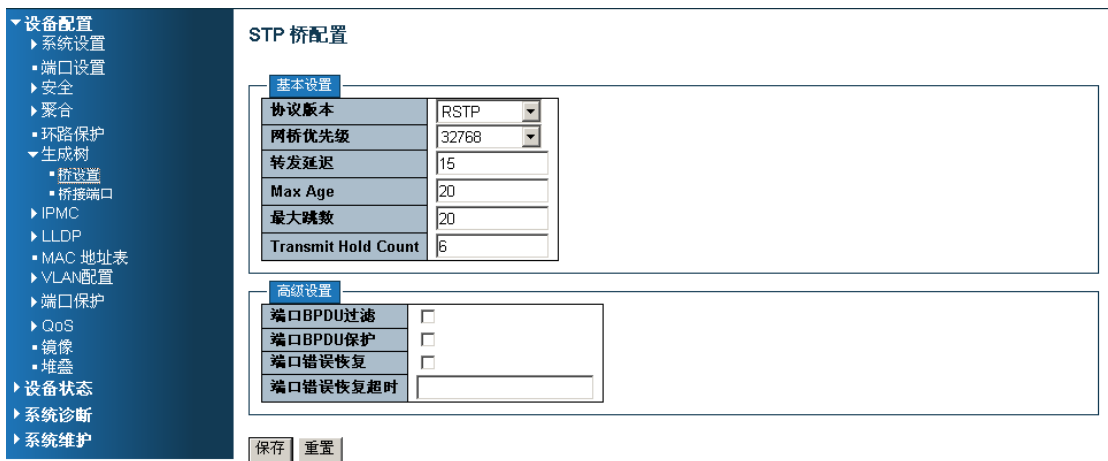 设备配置
系统设置
端口设置
安全
聚合
环路保护
生成树
桥设置
桥接端口
IPMC
LLDP
MAC 地址表
VLAN配置
端口保护
QoS
镜像
堆叠
设备状态
系统诊断
系统维护
STP 桥配置
基本设置
协议版本 RSTP
网桥优先级 32768
转发延迟 15
Max Age 20
最大跳数 20
Transmit Hold Count 6
高级设置
端口BPDU过滤
端口BPDU保护
端口错误恢复
端口错误恢复超时
保存 重置